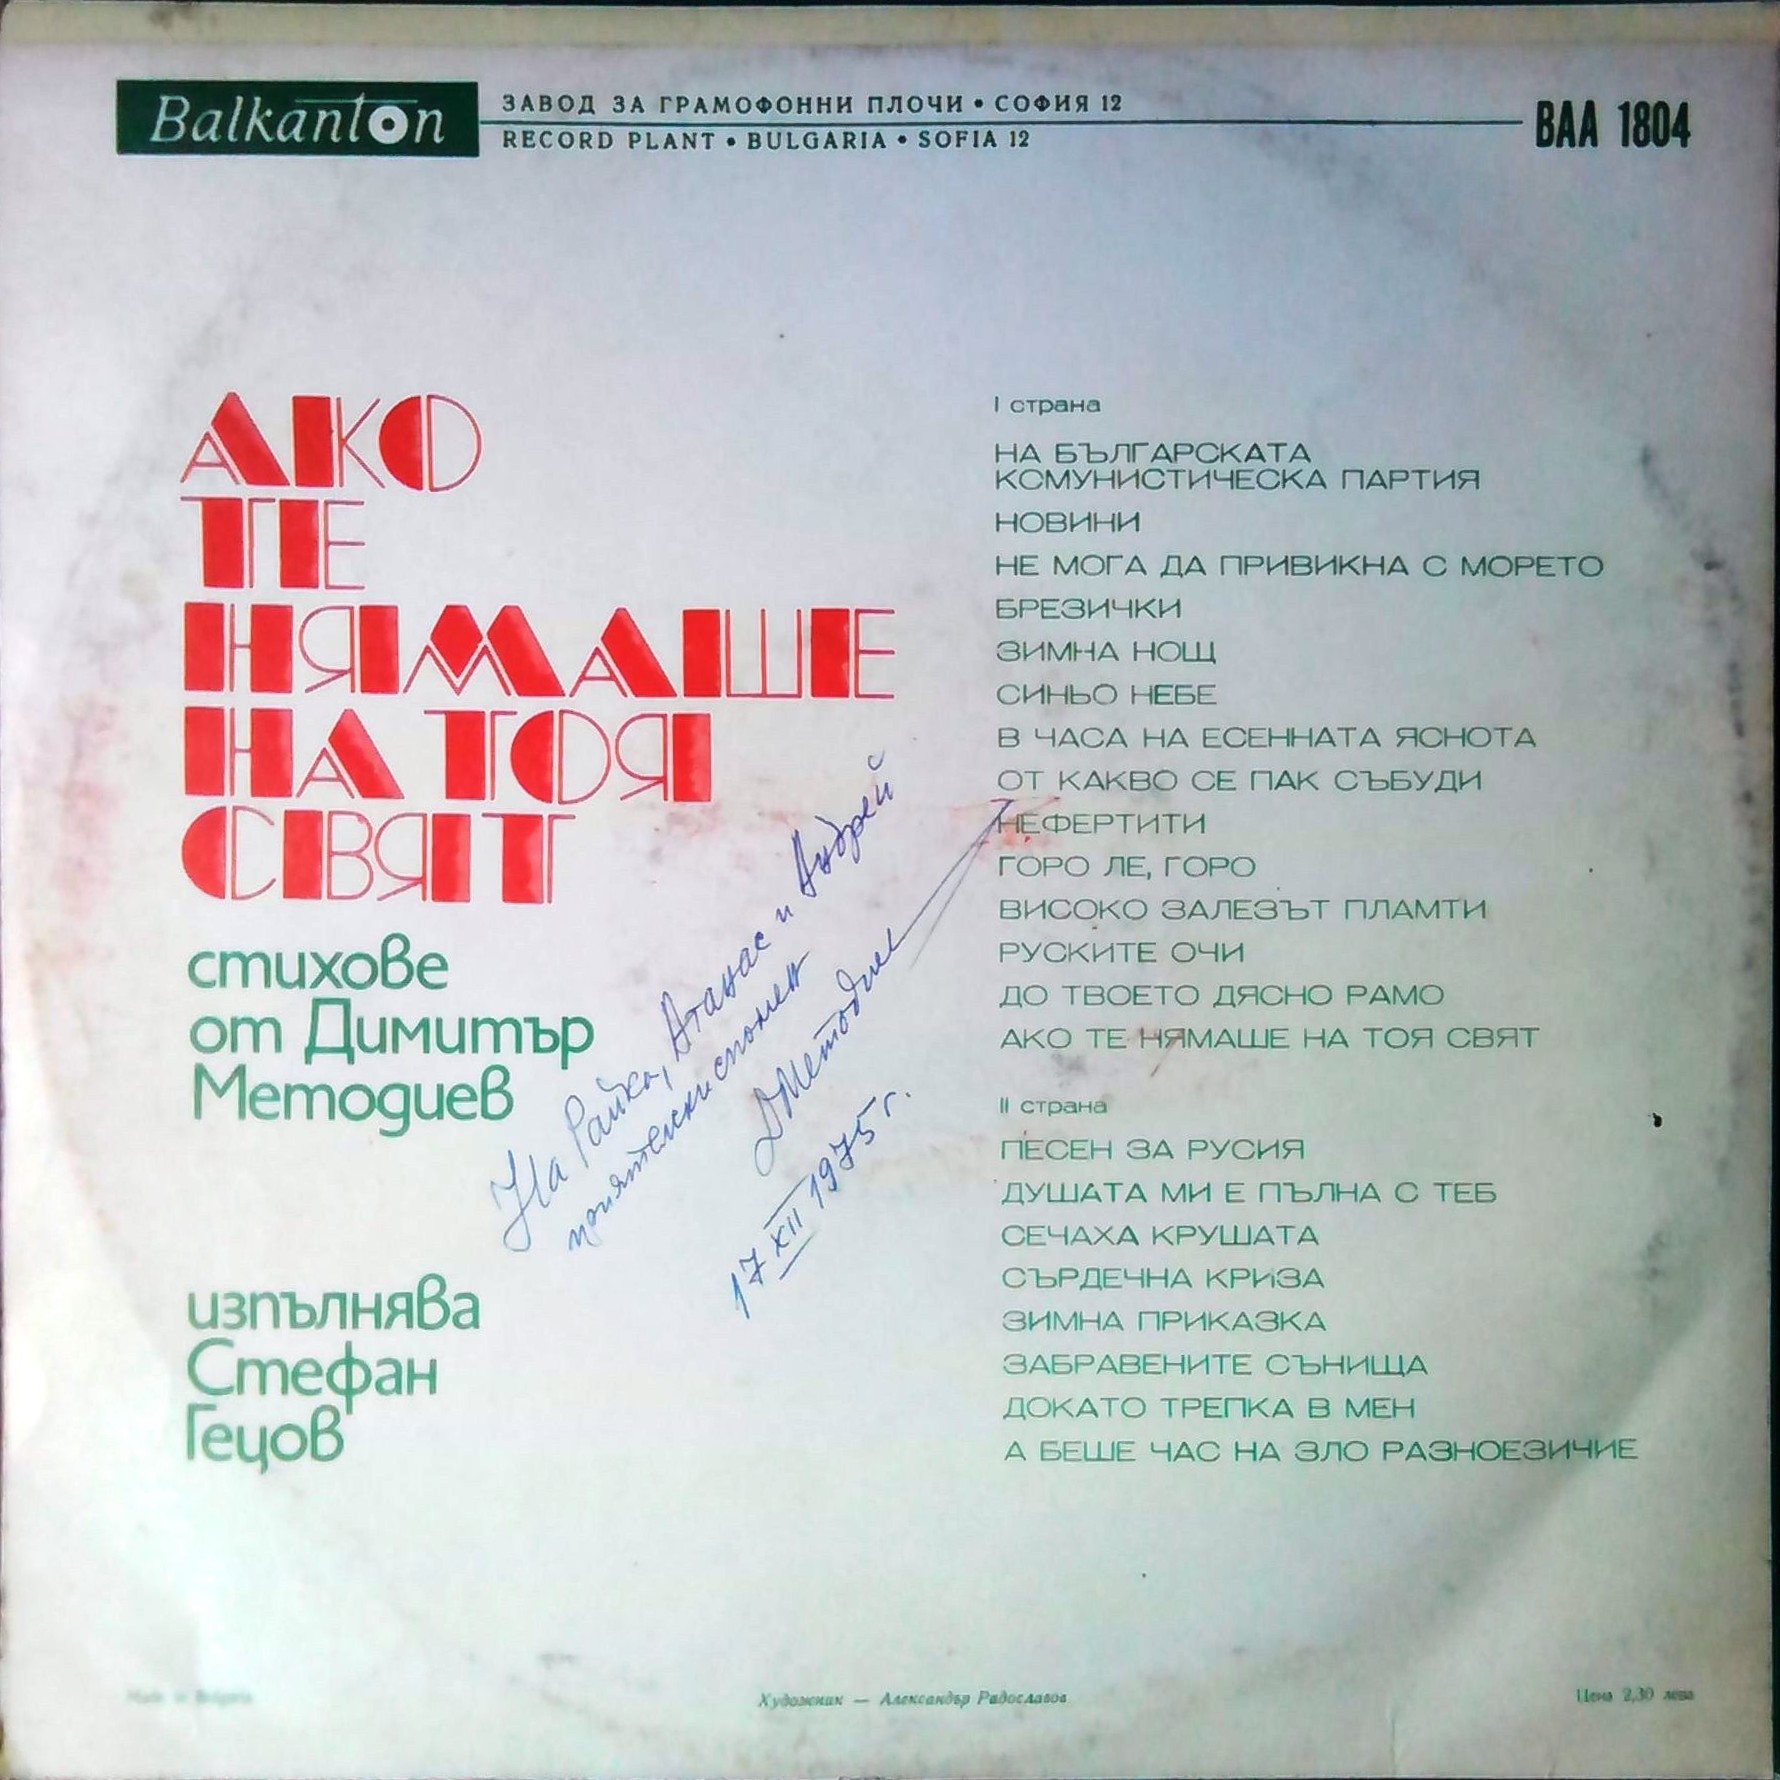 Balkanton
ЗАВОД ЗА ГРАМОФОННИ ПЛОЧИ • СОФИЯ 12
RECORD PLANT • BULGARIA • SOFIA 12
ВАА 1804
АКО
ТЕ
НЯМАШЕ
НА ТОЯ
СВЯТ
стихове
от Димитър
Методиев
изпълнява
Стефан
Гецов
На Райка, Атанас и Андрей
приятелски спомен
ДМетодиев
17 XII 1975 г.
I страна
НА БЪЛГАРСКАТА
КОМУНИСТИЧЕСКА ПАРТИЯ
НОВИНИ
НЕ МОГА ДА ПРИВИКНА С МОРЕТО
БРЕЗИЧКИ
ЗИМНА НОЩ
СИНЬО НЕБЕ
В ЧАСА НА ЕСЕННАТА ЯСНОТА
ОТ КАКВО СЕ ПАК СЪБУДИ
НЕФЕРТИТИ
ГОРО ЛЕ, ГОРО
ВИСОКО ЗАЛЕЗЪТ ПЛАМТИ
РУСКИТЕ ОЧИ
ДО ТВОЕТО ДЯСНО РАМО
АКО ТЕ НЯМАШЕ НА ТОЯ СВЯТ
II страна
ПЕСЕН ЗА РУСИЯ
ДУШАТА МИ Е ПЪЛНА С ТЕБ
СЕЧАХА КРУШАТА
СЪРДЕЧНА КРИЗА
ЗИМНА ПРИКАЗКА
ЗАБРАВЕНИТЕ СЪНИЩА
ДОКАТО ТРЕПКА В МЕН
А БЕШЕ ЧАС НА ЗЛО РАЗНОЕЗИЧИЕ
Made in Bulgaria
Художник — Александър Радославов
Цена 2,30 лева